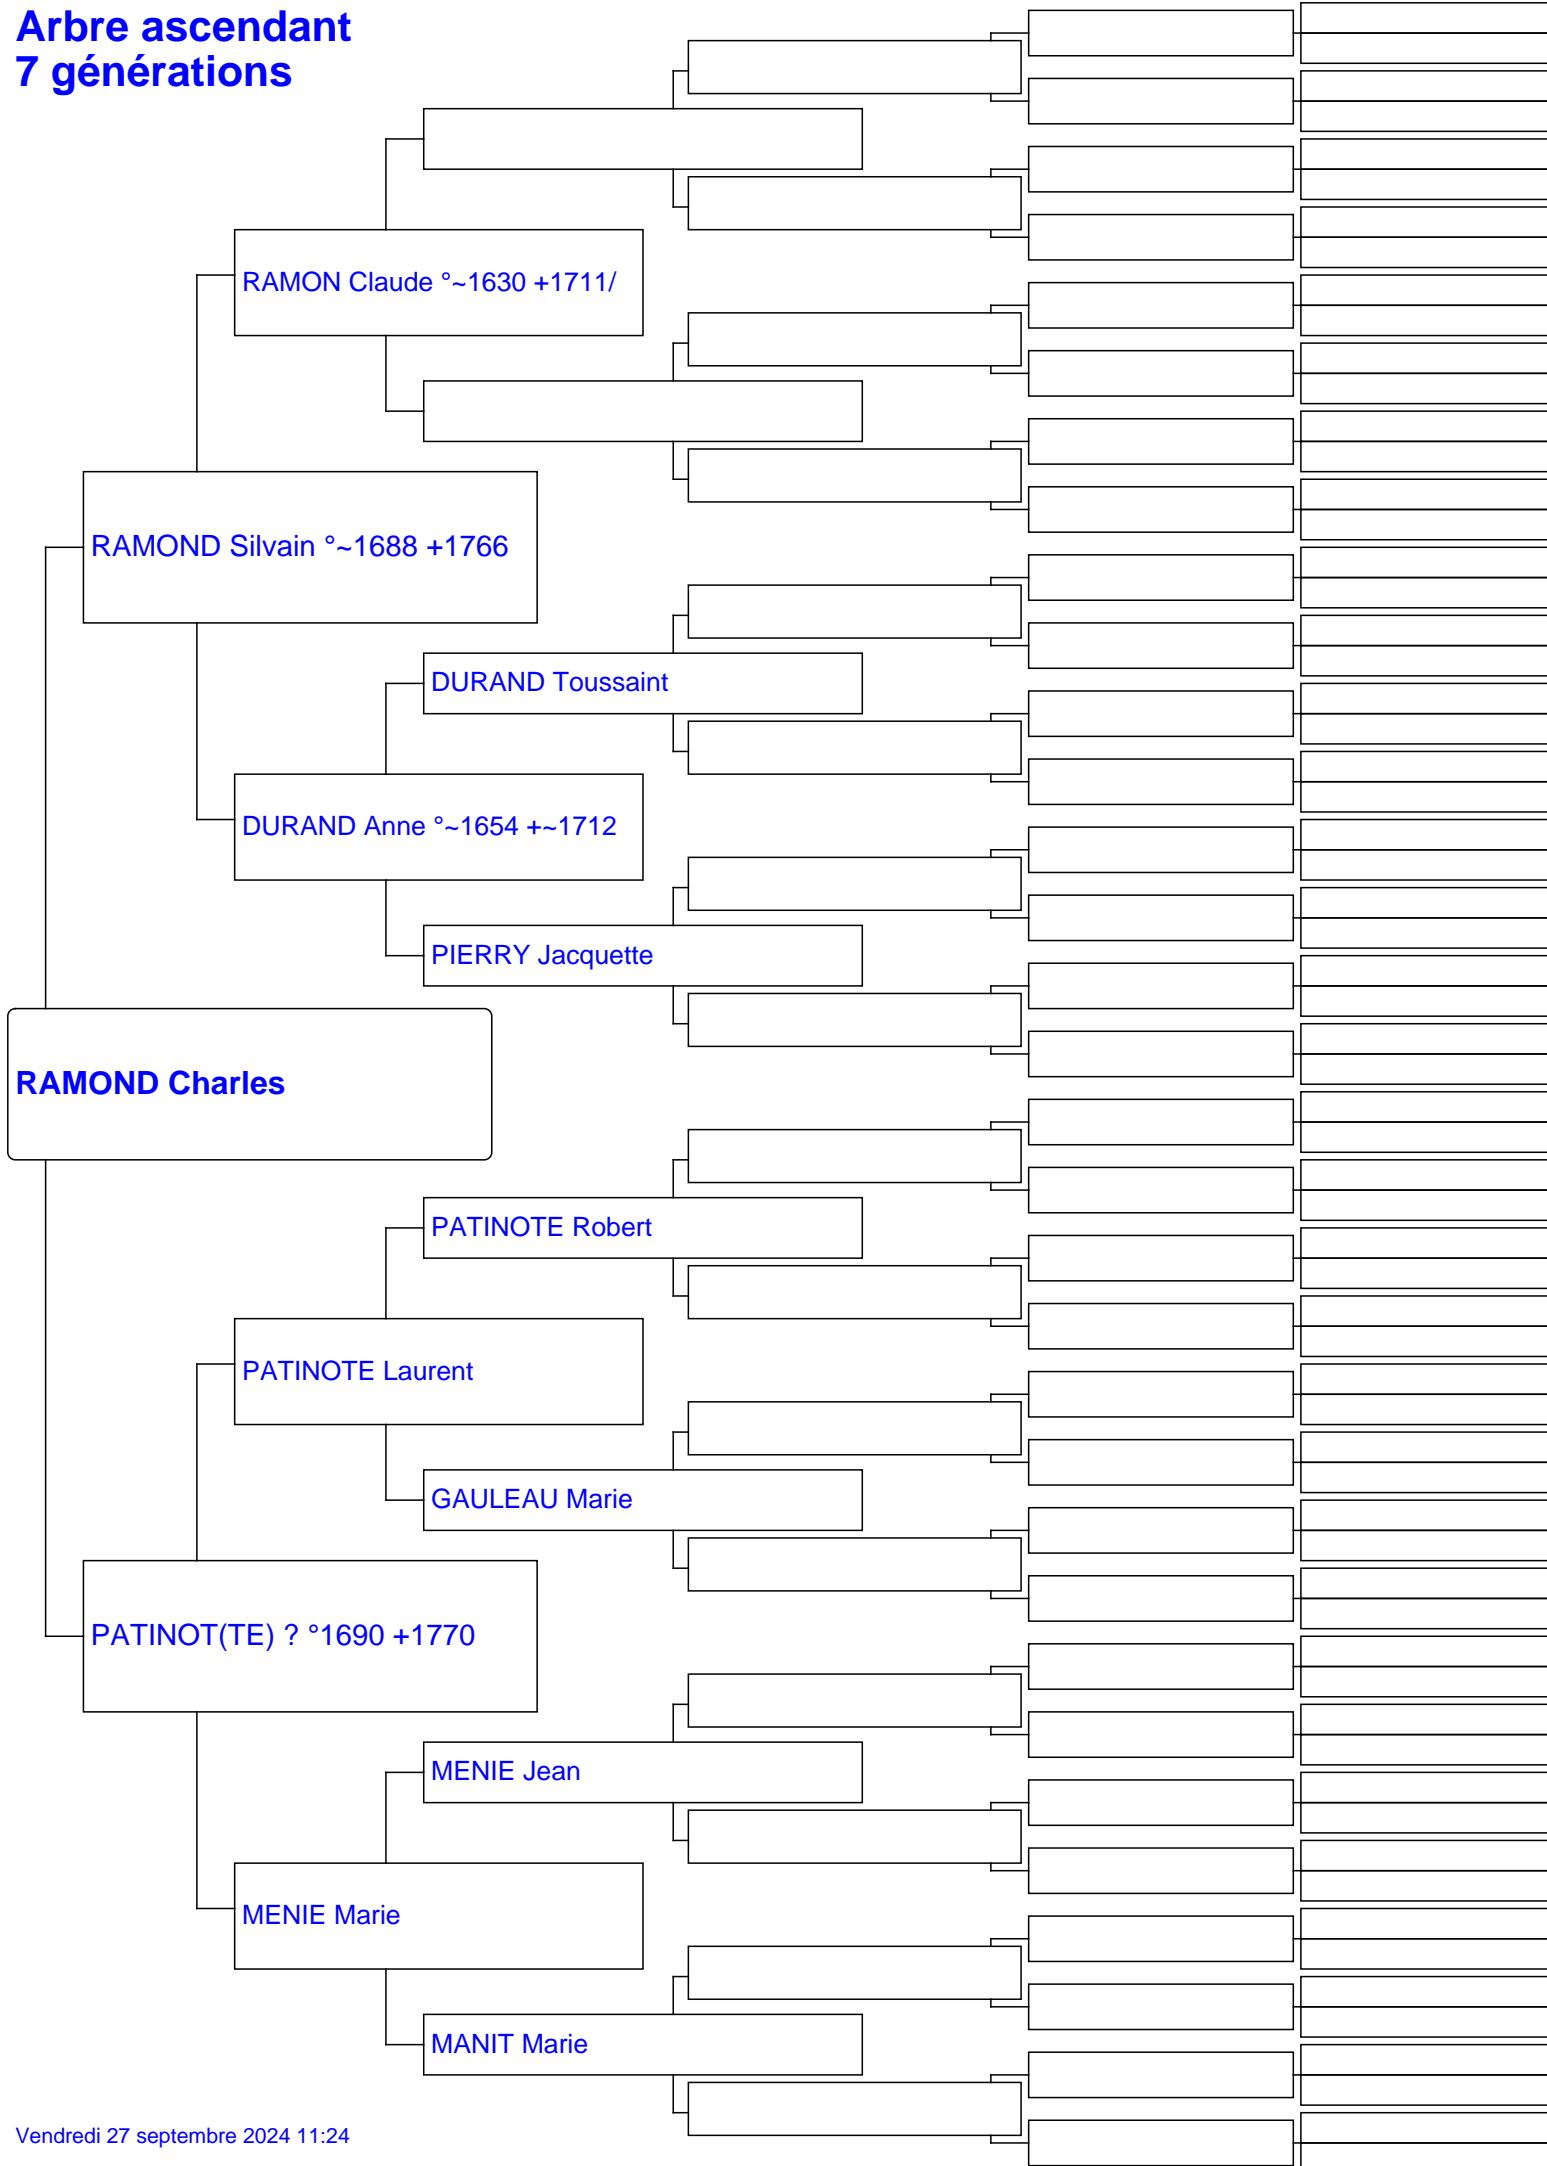 Arbre ascendant
7 générations
RAMON Claude °~1630 +1711/
RAMOND Silvain °~1688 +1766
DURAND Toussaint
DURAND Anne °~1654 +~1712
PIERRY Jacquette
RAMOND Charles
PATINOTE Robert
PATINOTE Laurent
GAULEAU Marie
PATINOT(TE) ? °1690 +1770
MENIE Jean
MENIE Marie
MANIT Marie
Vendredi 27 septembre 2024 11:24